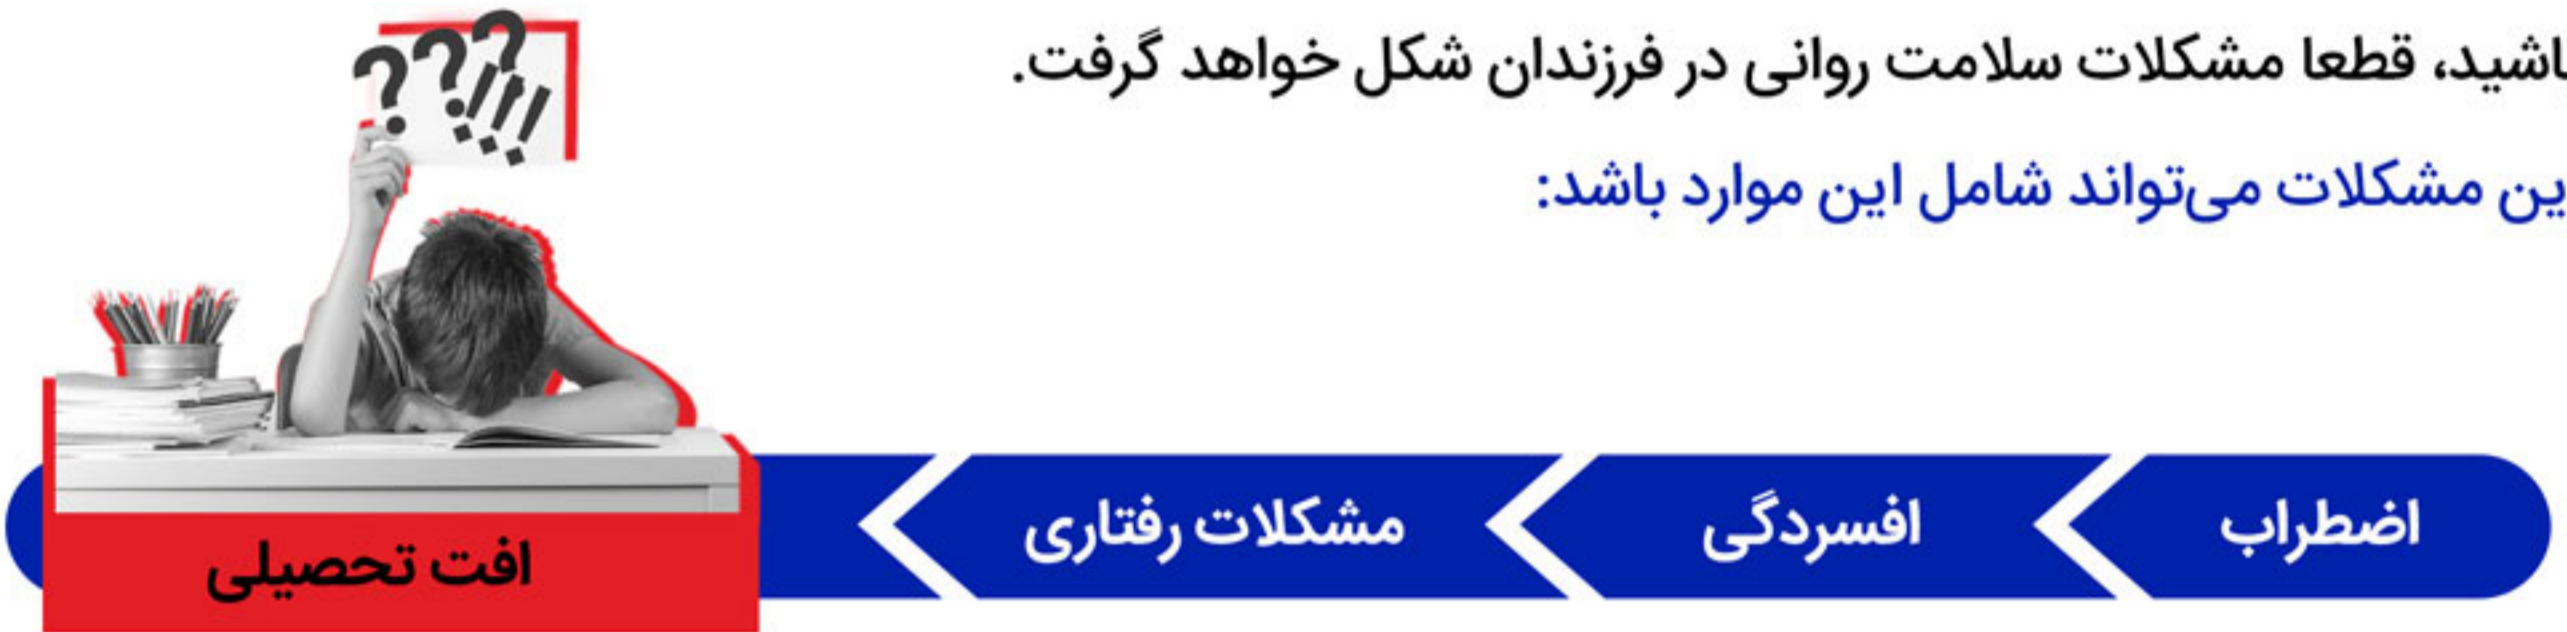 اشید، قطعا مشکلات سلامت روانی در فرزندان شکل خواهد گرفت.
ین مشکلات می‌تواند شامل این موارد باشد:
???!!!
اضطراب
افسردگی
مشکلات رفتاری
افت تحصیلی